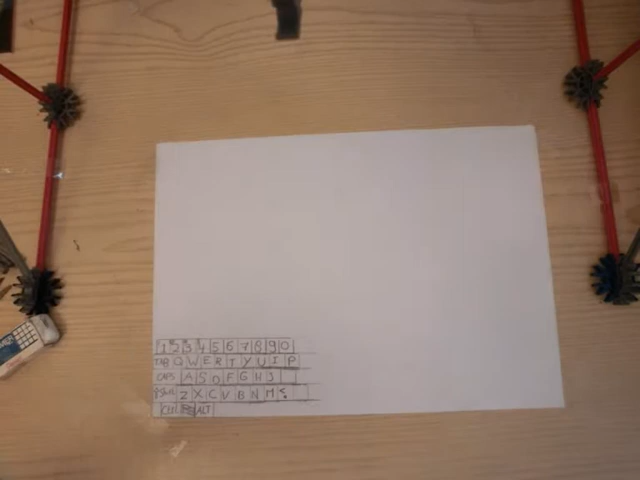 1 2 3 4 5 6 7 8 9 0
TAB Q W E R T Y U I P
CAPS A S D F G H J
Z X C V B N M
ALT